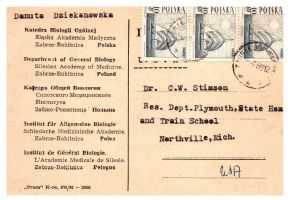 Danuta Dziekanowska
POLSKA POLSKA POLSKA
Katedra Biologii Ogólnej
Śląska Akademia Medyczna
Zabrze-Rokitnica Polska
Department of General Biology
Silesian Academy of Medicine.
Zabrze-Rokitnica Poland
Кафедра Общей Биологии
Силезского Медицинского
Института
Забже-Рокитница Польша
Institut für Allgemeine Biologie
Schlesische Medizinische Akademie.
Zabrze-Rokitnica Polen
Institut de Général Biologie.
L'Académie Medicale de Silesie.
Zabrze-Rokitnica
Dr. C.W. Stimson
Res. Dept.Plymouth,State Hom
and Train School
Northville,Mich.
USA